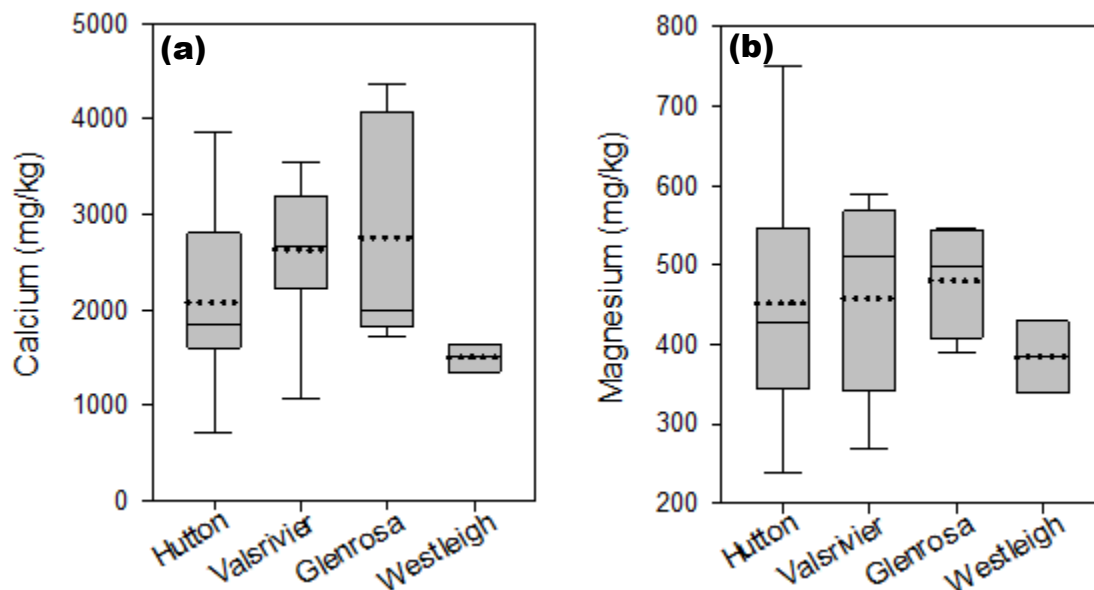 (a)
Calcium (mg/kg)
5000
4000
3000
2000
1000
0
Hutton
Valsrivier
Glenrosa
Westleigh
(b)
Magnesium (mg/kg)
800
700
600
500
400
300
200
Hutton
Valsrivier
Glenrosa
Westleigh